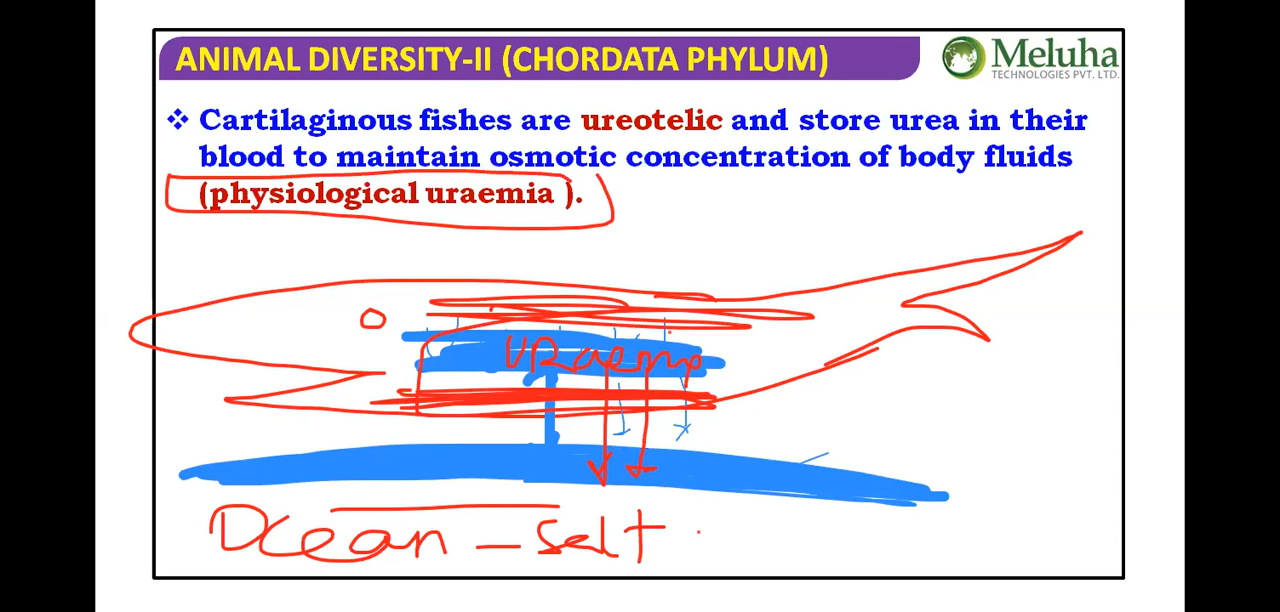 ANIMAL DIVERSITY-II (CHORDATA PHYLUM)
Meluha
TECHNOLOGIES PVT. LTD.
❖ Cartilaginous fishes are ureotelic and store urea in their
blood to maintain osmotic concentration of body fluids
(physiological uraemia ).
Ocean - Salt